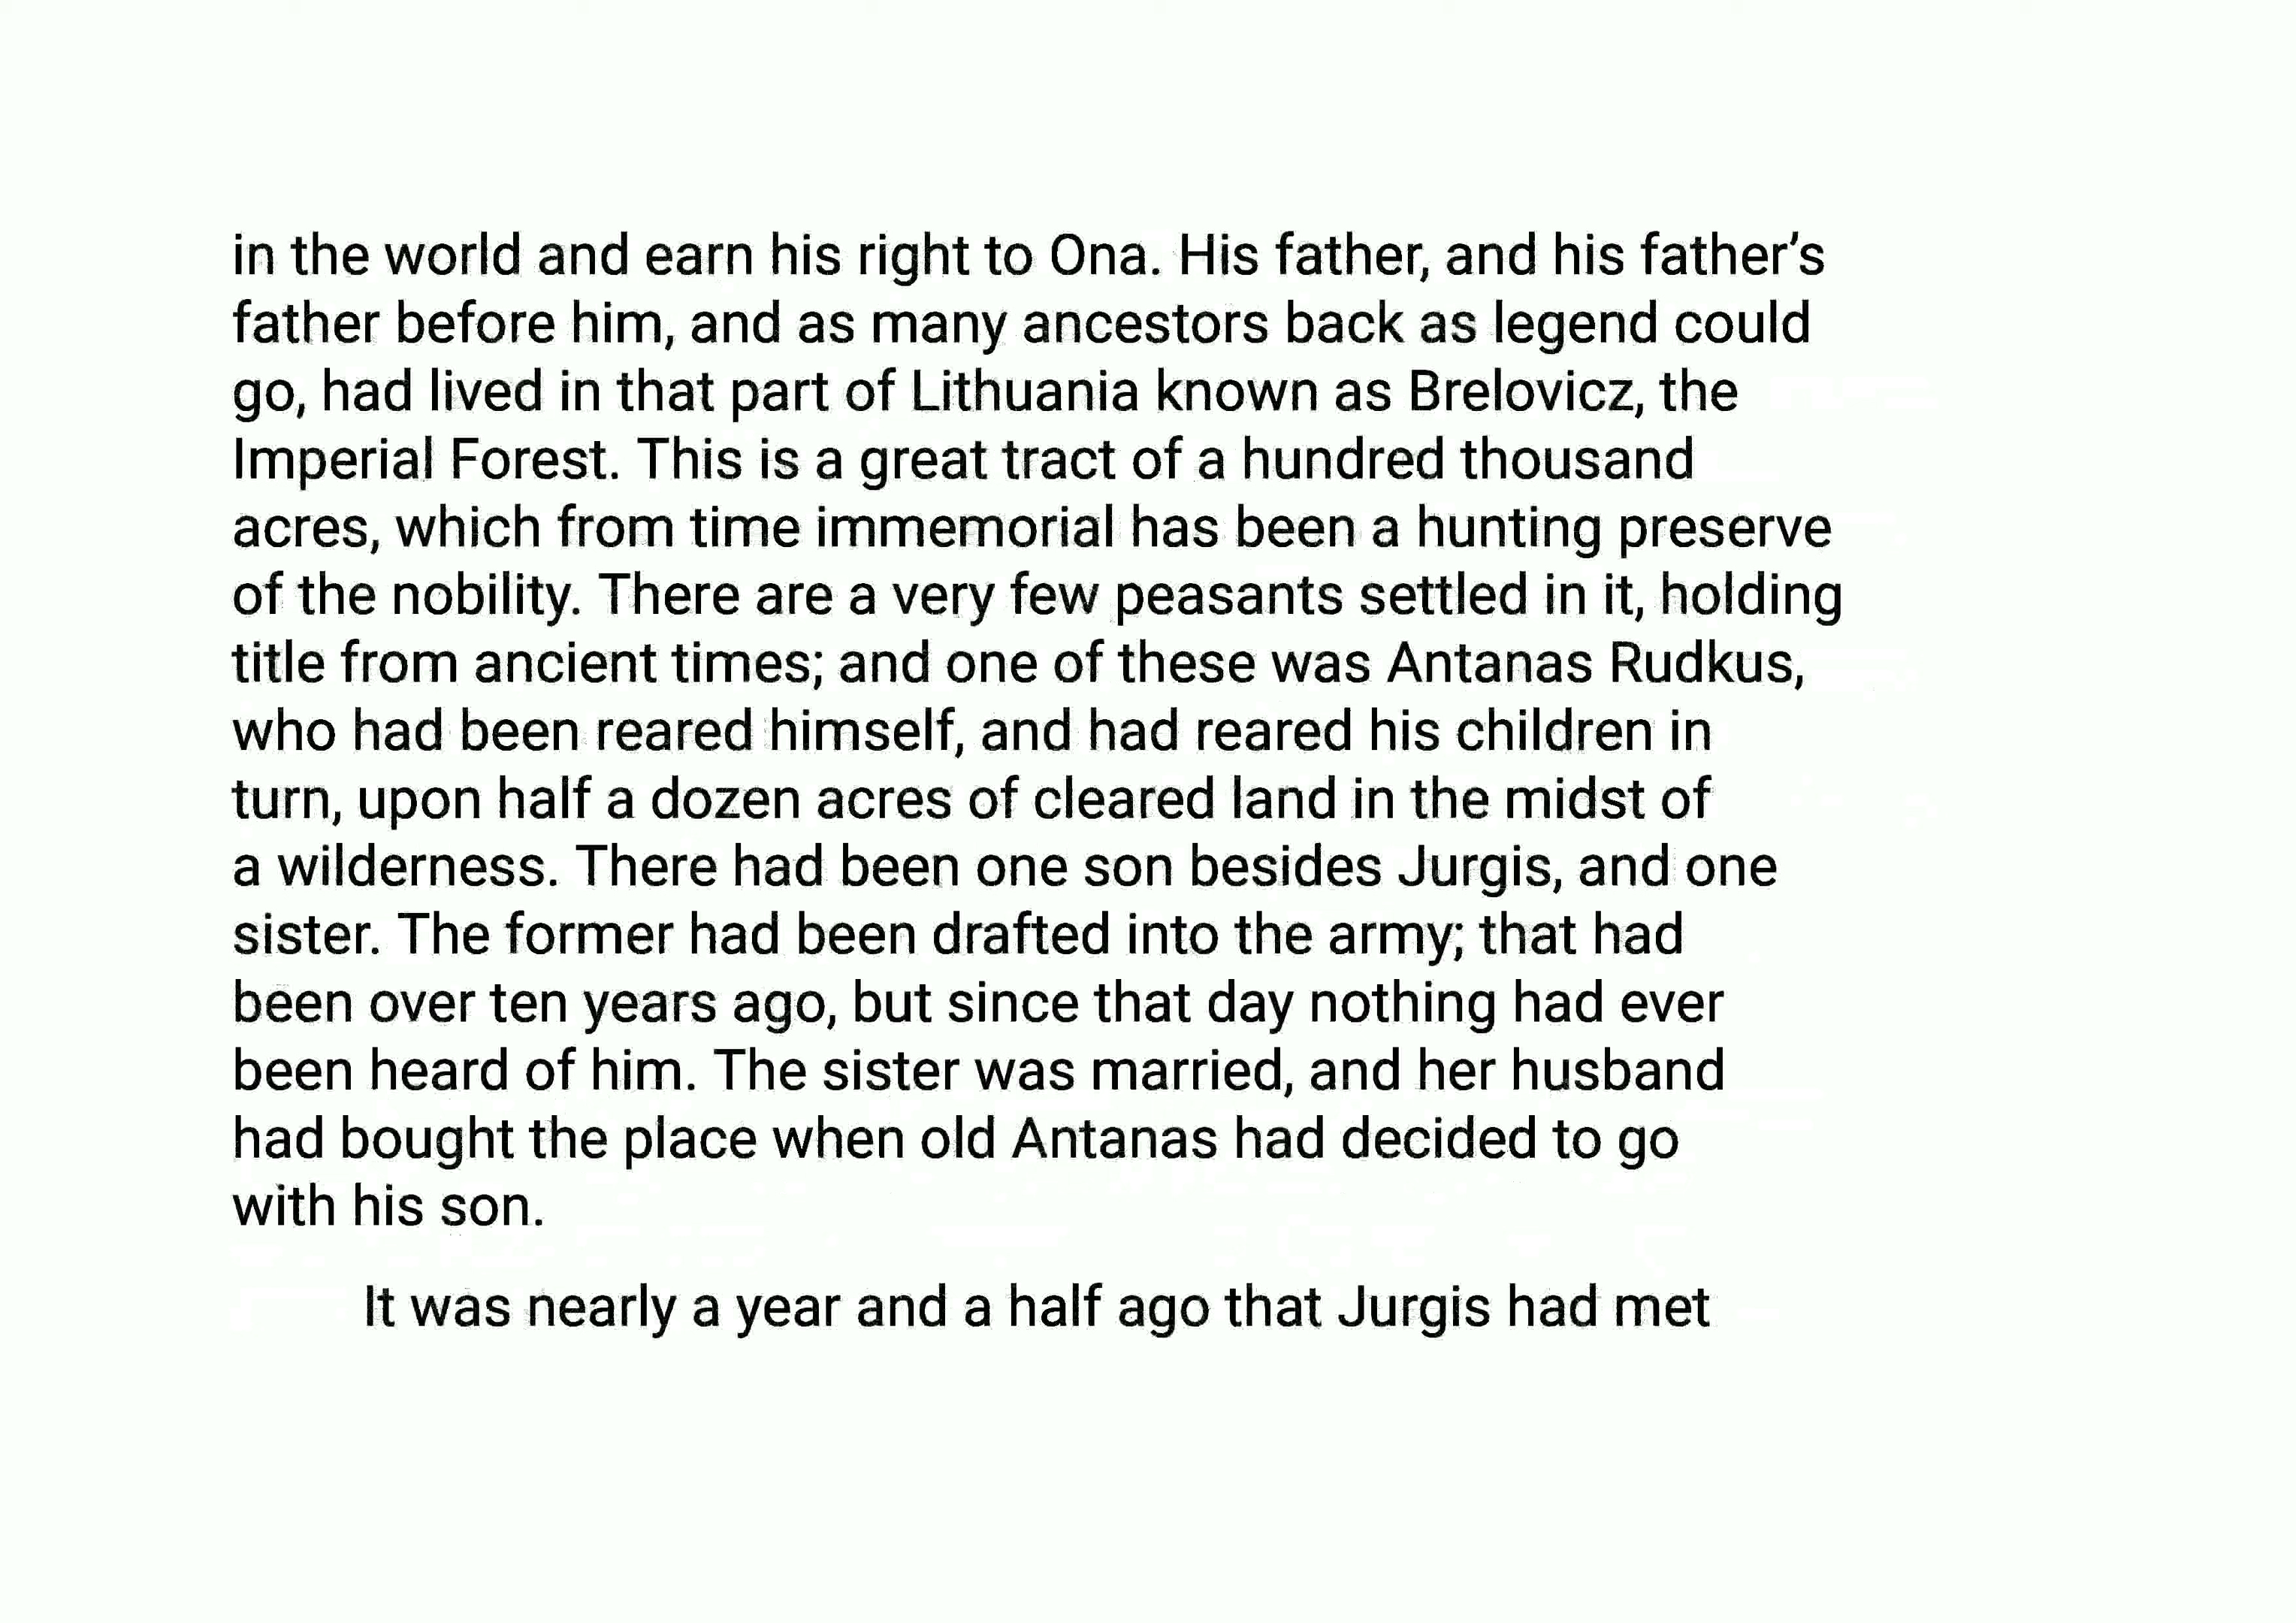 in the world and earn his right to Ona. His father, and his father’s
father before him, and as many ancestors back as legend could
go, had lived in that part of Lithuania known as Brelovicz, the
Imperial Forest. This is a great tract of a hundred thousand
acres, which from time immemorial has been a hunting preserve
of the nobility. There are a very few peasants settled in it, holding
title from ancient times; and one of these was Antanas Rudkus,
who had been reared himself, and had reared his children in
turn, upon half a dozen acres of cleared land in the midst of
a wilderness. There had been one son besides Jurgis, and one
sister. The former had been drafted into the army; that had
been over ten years ago, but since that day nothing had ever
been heard of him. The sister was married, and her husband
had bought the place when old Antanas had decided to go
with his son.
It was nearly a year and a half ago that Jurgis had met